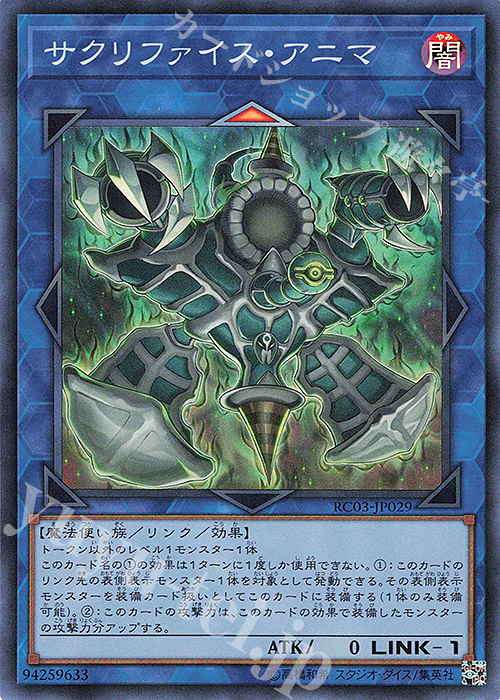 サクリファイス・アニマ
闇
やみ
RC03-JP029
【魔法使い族／リンク／効果】
トークン以外のレベル1モンスター1体
このカード名の①の効果は1ターンに1度しか使用できない。①：このカードの
リンク先の表側表示モンスター1体を対象として発動できる。その表側表示
モンスターを装備カード扱いとしてこのカードに装備する(1体のみ装備
可能)。②：このカードの攻撃力は、このカードの効果で装備したモンスター
の攻撃力分アップする。
ATK/ 0 LINK-1
94259633
©高橋和希 スタジオ・ダイス/集英社